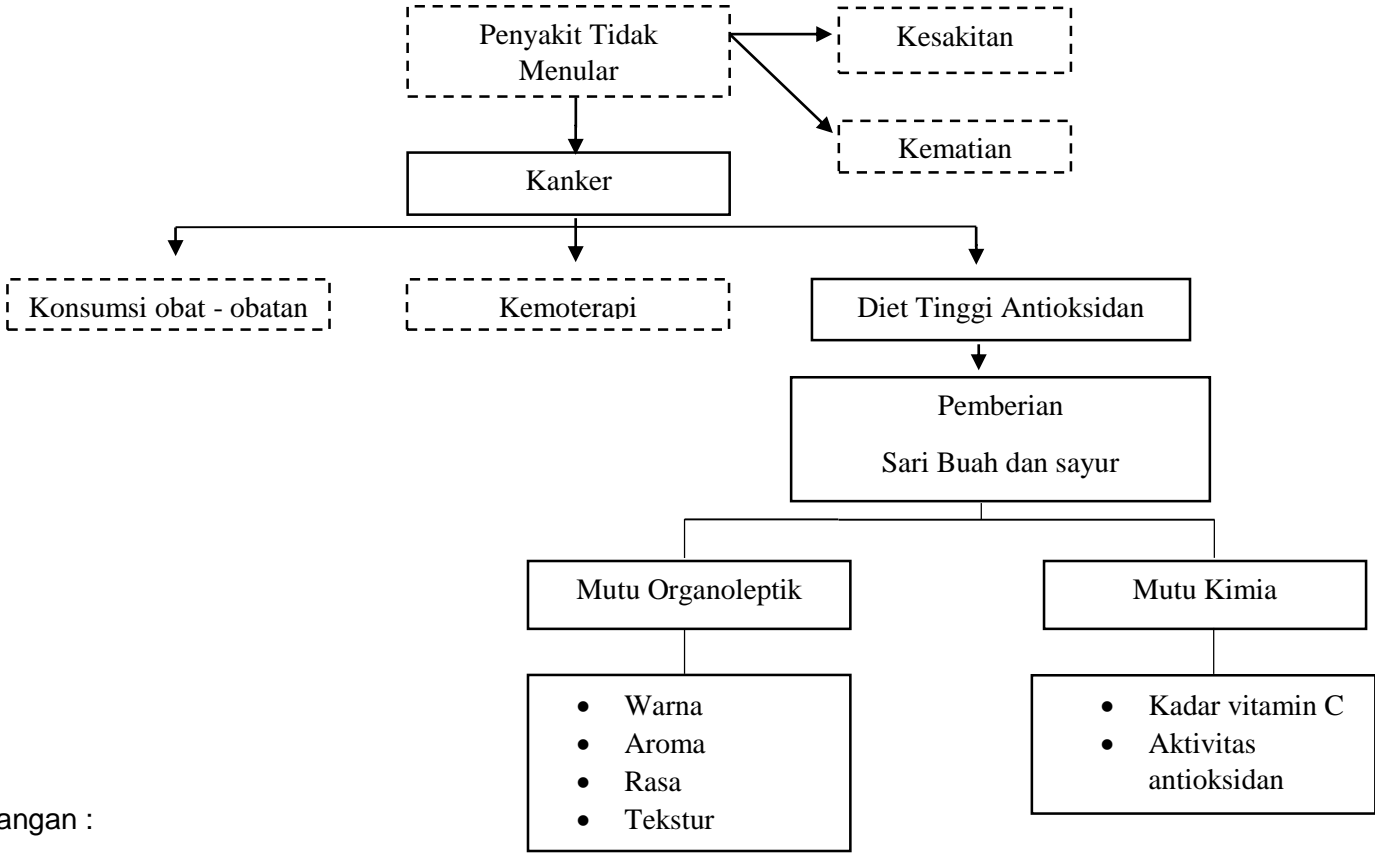 Penyakit Tidak
Menular
Kesakitan
Kematian
Kanker
Konsumsi obat - obatan
Kemoterapi
Diet Tinggi Antioksidan
Pemberian
Sari Buah dan sayur
Mutu Organoleptik
Mutu Kimia
• Warna
• Aroma
• Rasa
• Tekstur
• Kadar vitamin C
• Aktivitas
antioksidan
angan :